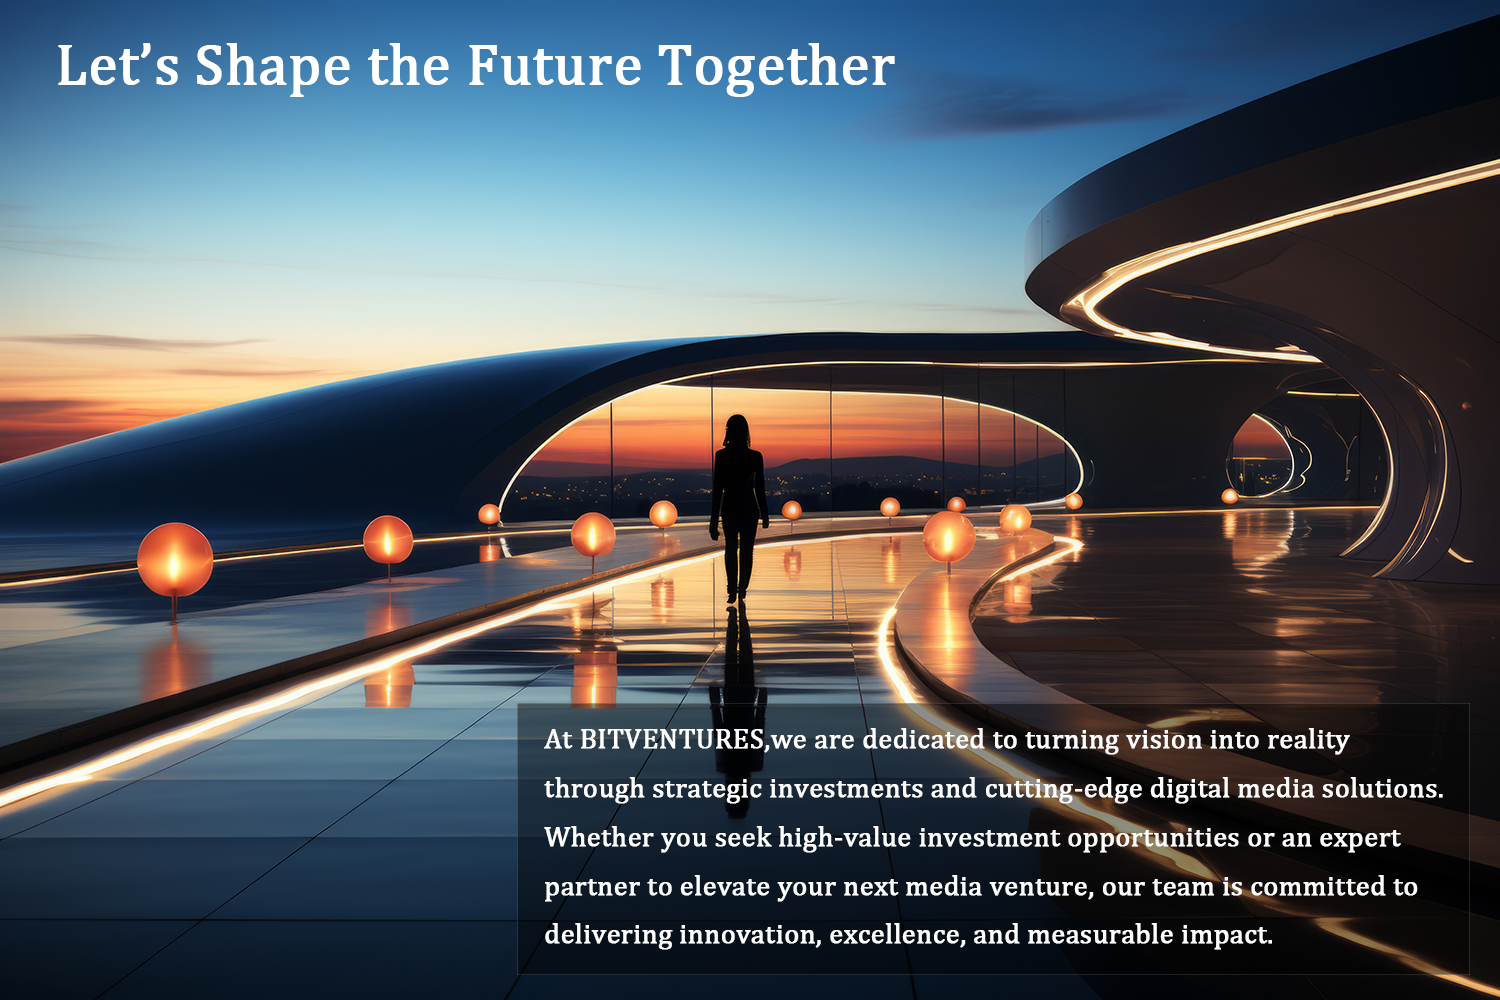 Let’s Shape the Future Together
At BITVENTURES,we are dedicated to turning vision into reality
through strategic investments and cutting-edge digital media solutions.
Whether you seek high-value investment opportunities or an expert
partner to elevate your next media venture, our team is committed to
delivering innovation, excellence, and measurable impact.